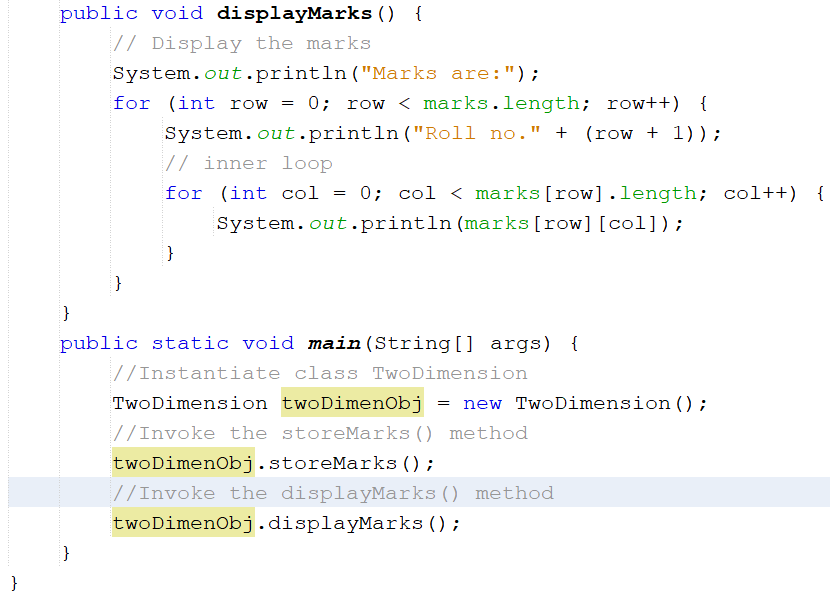 public void displayMarks() {
// Display the marks
System.out.println("Marks are:");
for (int row = 0; row < marks.length; row++) {
System.out.println("Roll no." + (row + 1));
// inner loop
for (int col = 0; col < marks[row].length; col++) {
System.out.println(marks[row][col]);
}
}
}
public static void main(String[] args) {
//Instantiate class TwoDimension
TwoDimension twoDimenObj = new TwoDimension();
//Invoke the storeMarks() method
twoDimenObj.storeMarks();
//Invoke the displayMarks() method
twoDimenObj.displayMarks();
}
}